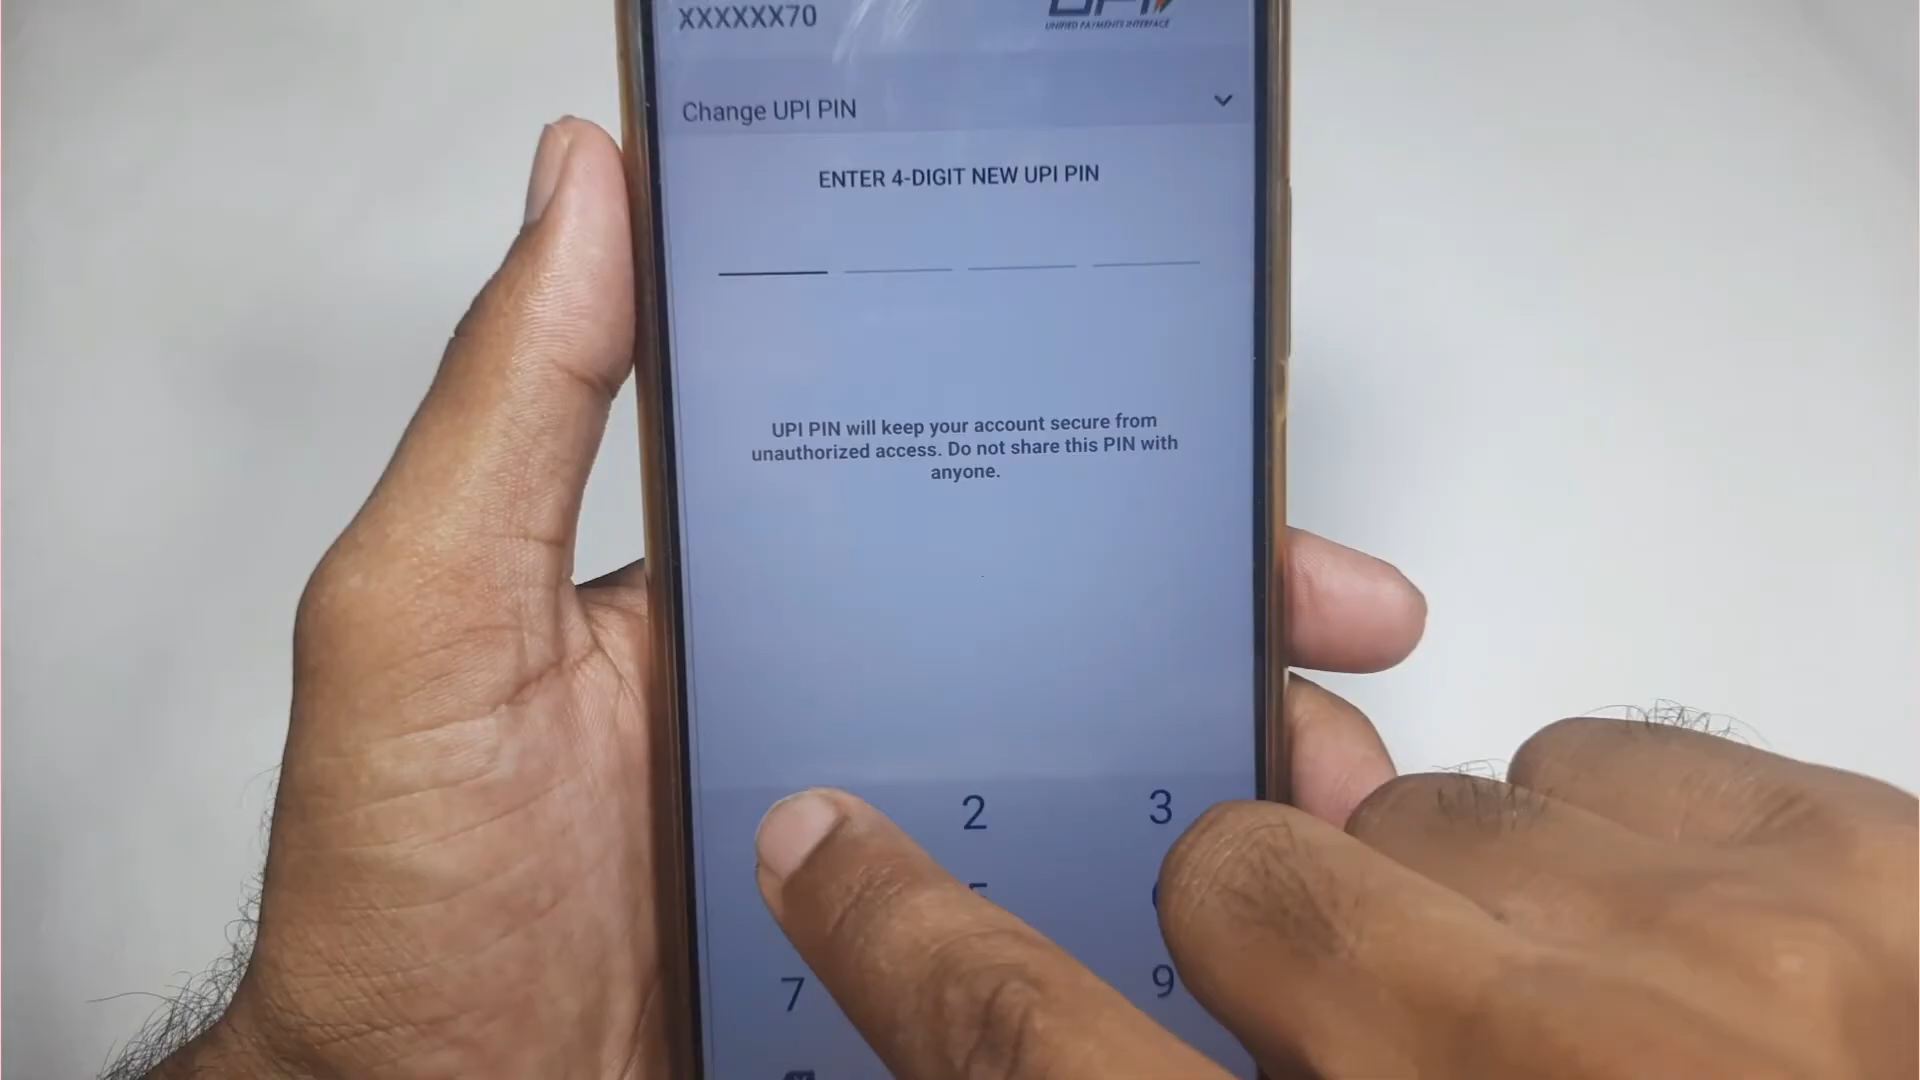 XXXXXX70
UPI
UNIFIED PAYMENTS INTERFACE
Change UPI PIN
ENTER 4-DIGIT NEW UPI PIN
UPI PIN will keep your account secure from
unauthorized access. Do not share this PIN with
anyone.
2 3
7 9